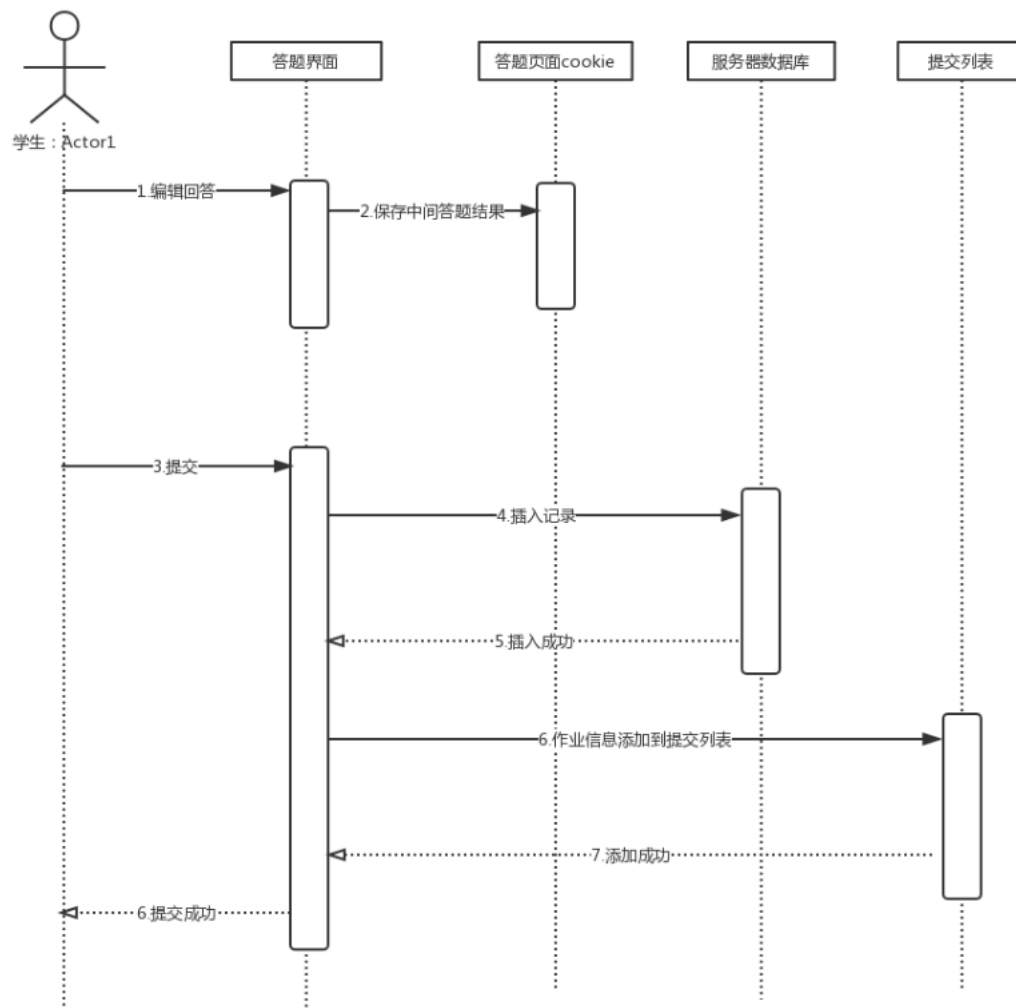 答题界面
答题页面cookie
服务器数据库
提交列表
学生：Actor1
1.编辑回答
2.保存中间答题结果
3.提交
4.插入记录
5.插入成功
6.作业信息添加到提交列表
7.添加成功
6.提交成功